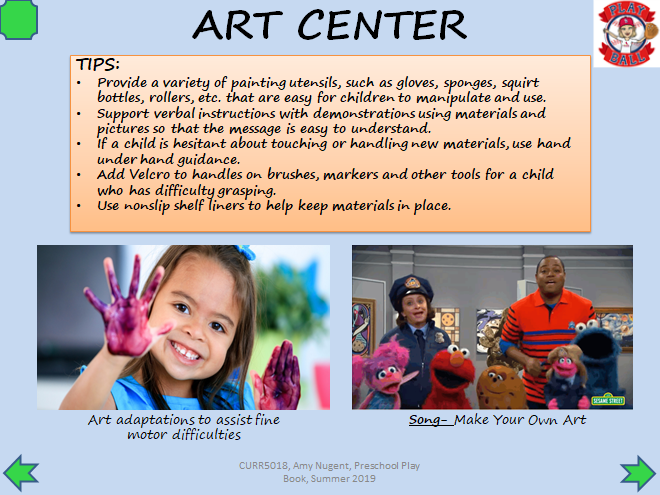 ART CENTER
PLAY
BALL
TIPS:
• Provide a variety of painting utensils, such as gloves, sponges, squirt
bottles, rollers, etc. that are easy for children to manipulate and use.
• Support verbal instructions with demonstrations using materials and
pictures so that the message is easy to understand.
• If a child is hesitant about touching or handling new materials, use hand
under hand guidance.
• Add Velcro to handles on brushes, markers and other tools for a child
who has difficulty grasping.
• Use nonslip shelf liners to help keep materials in place.
SESAME STREET
Art adaptations to assist fine
motor difficulties
Song- Make Your Own Art
CURR5018, Amy Nugent, Preschool Play
Book, Summer 2019